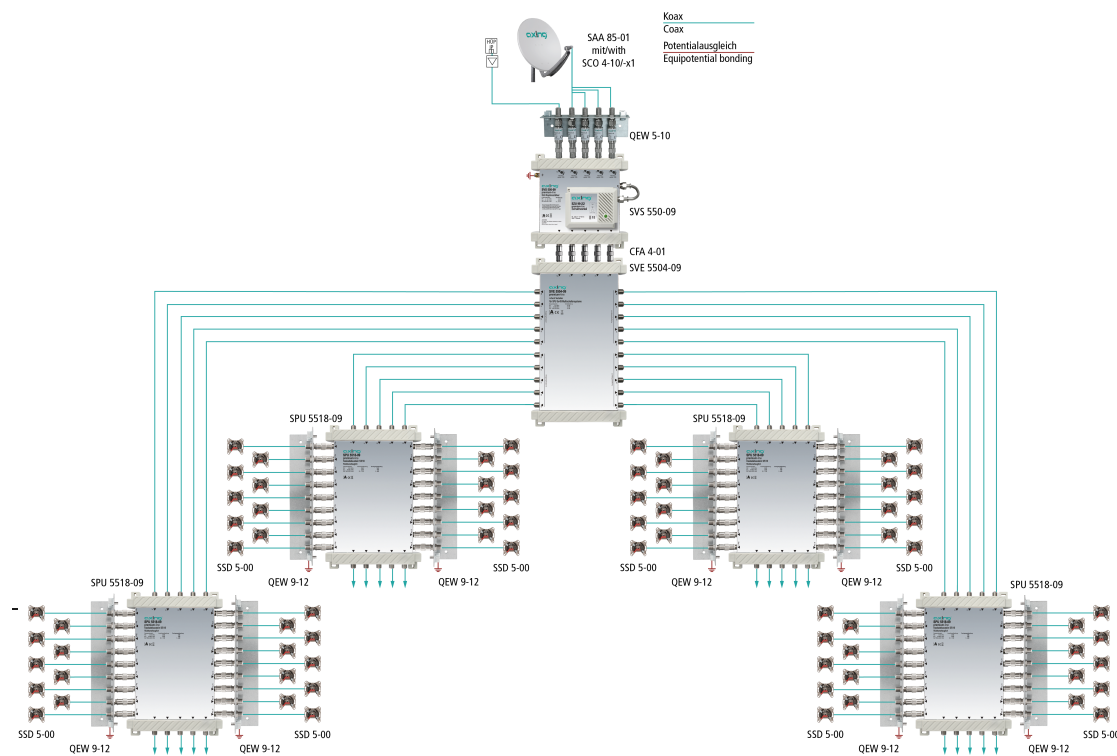 Koax
Coax
Potentialausgleich
Equipotential bonding
axing
SAA 85-01
mit/with
SCO 4-10/-x1
QEW 5-10
SVS 550-09
CFA 4-01
SVE 5504-09
SPU 5518-09
SPU 5518-09
SSD 5-00
QEW 9-12
QEW 9-12
SSD 5-00
SSD 5-00
QEW 9-12
QEW 9-12
SSD 5-00
SPU 5518-09
SPU 5518-09
SSD 5-00
QEW 9-12
QEW 9-12
SSD 5-00
SSD 5-00
QEW 9-12
QEW 9-12
SSD 5-00